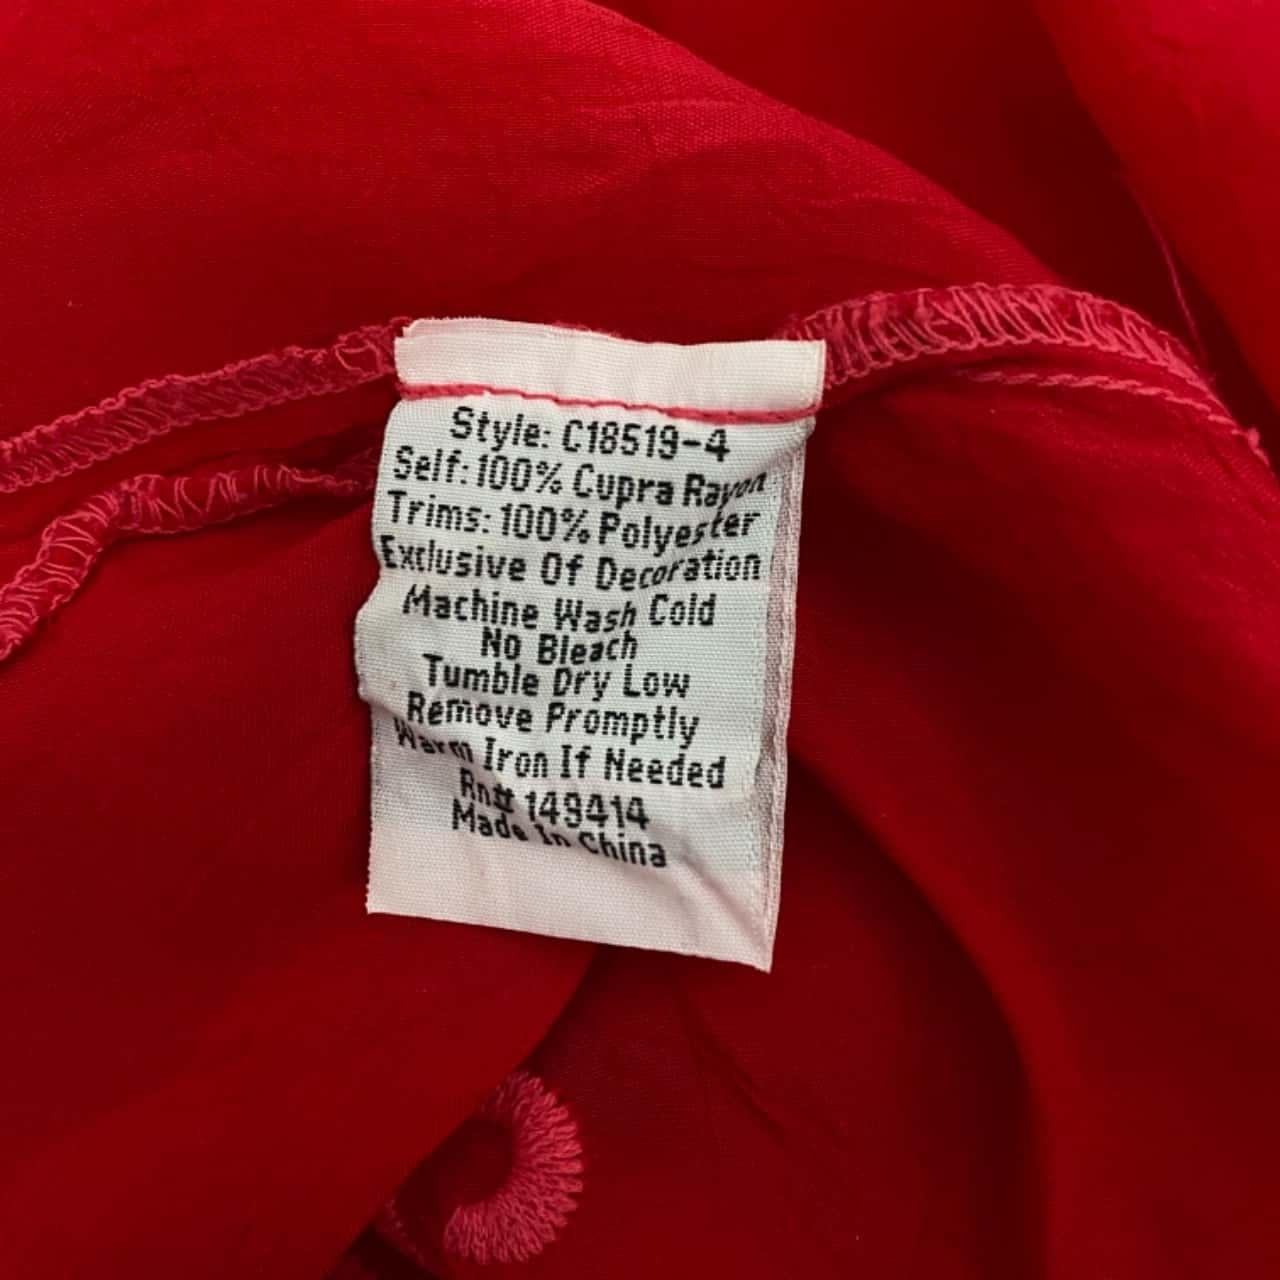 Style: C18519-4
Self: 100% Cupra Rayon
Trims: 100% Polyester
Exclusive Of Decoration
Machine Wash Cold
No Bleach
Tumble Dry Low
Remove Promptly
Warm Iron If Needed
Rn# 149414
Made In China